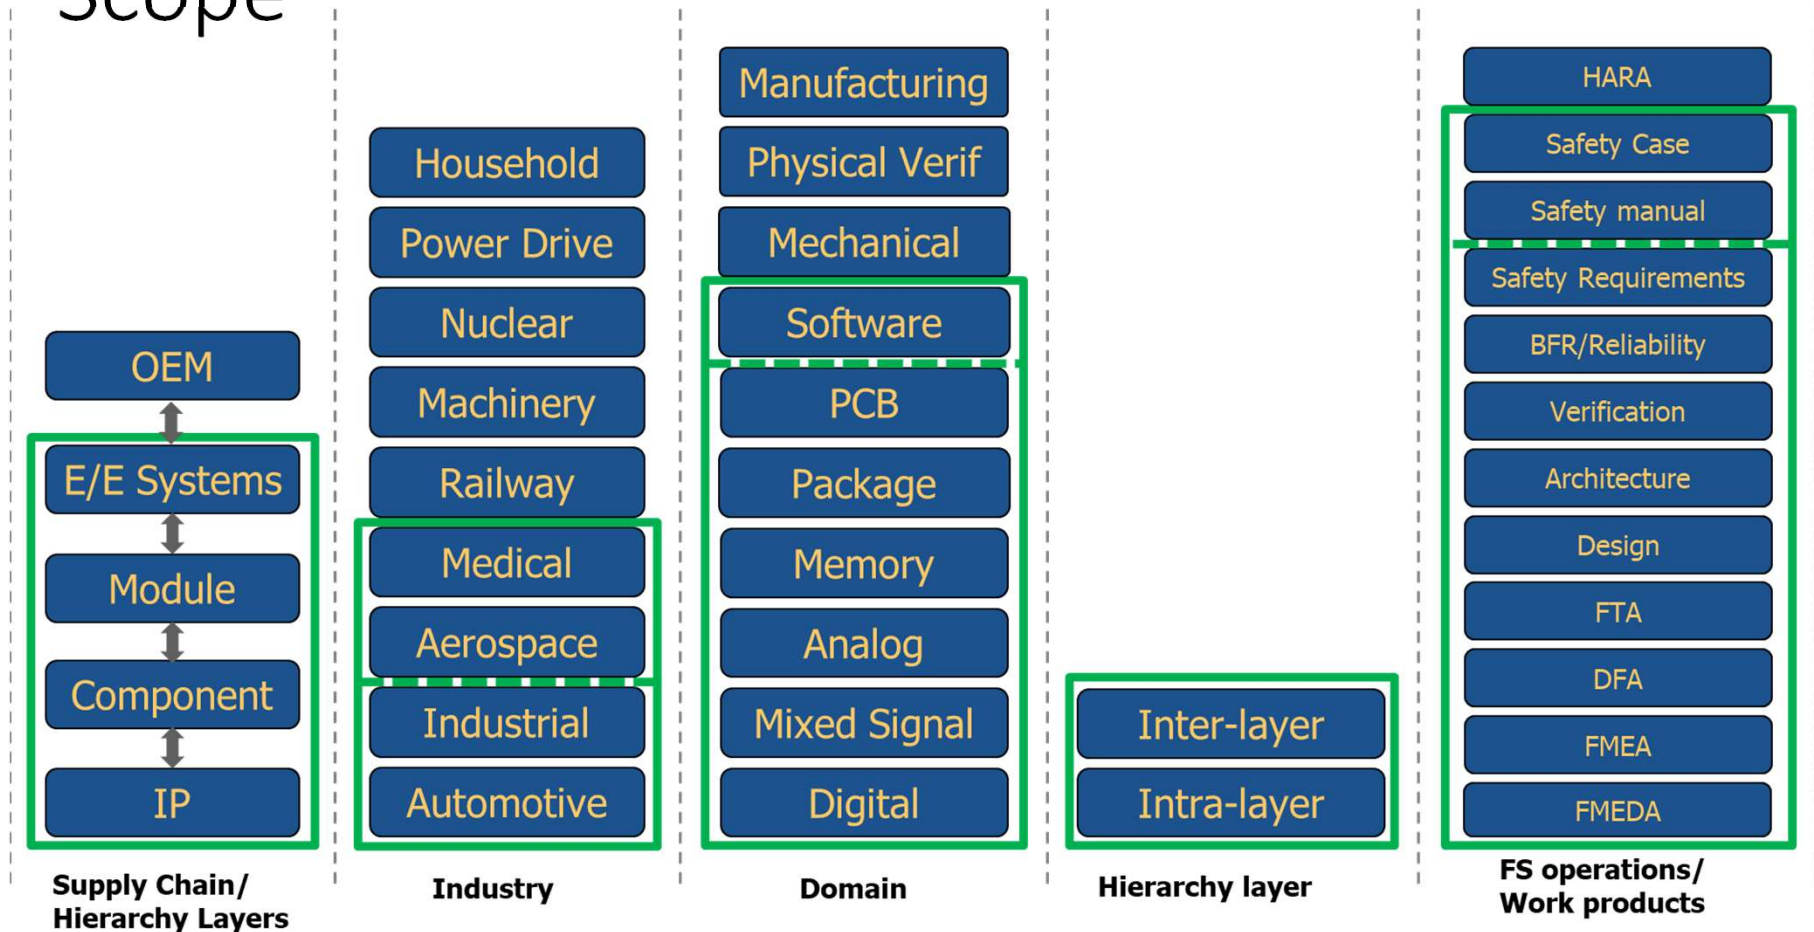 Scope
OEM
E/E Systems
Module
Component
IP
Supply Chain/
Hierarchy Layers
Household
Power Drive
Nuclear
Machinery
Railway
Medical
Aerospace
Industrial
Automotive
Industry
Manufacturing
Physical Verif
Mechanical
Software
PCB
Package
Memory
Analog
Mixed Signal
Digital
Domain
Inter-layer
Intra-layer
Hierarchy layer
HARA
Safety Case
Safety manual
Safety Requirements
BFR/Reliability
Verification
Architecture
Design
FTA
DFA
FMEA
FMEDA
FS operations/
Work products